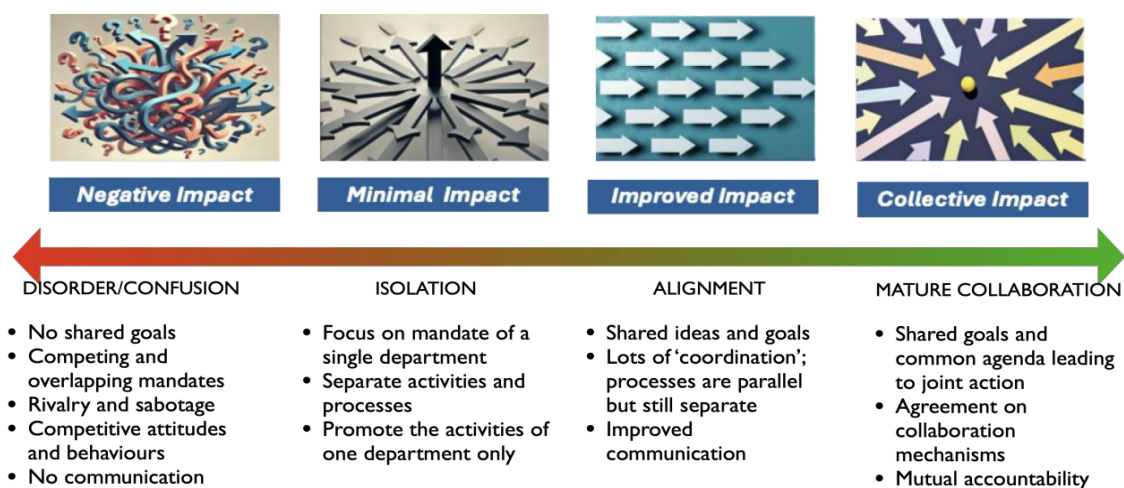 Negative Impact
Minimal Impact
Improved Impact
Collective Impact
DISORDER/CONFUSION
• No shared goals
• Competing and
overlapping mandates
• Rivalry and sabotage
• Competitive attitudes
and behaviours
• No communication
ISOLATION
• Focus on mandate of a
single department
• Separate activities and
processes
• Promote the activities of
one department only
ALIGNMENT
• Shared ideas and goals
• Lots of ‘coordination’;
processes are parallel
but still separate
• Improved
communication
MATURE COLLABORATION
• Shared goals and
common agenda leading
to joint action
• Agreement on
collaboration
mechanisms
• Mutual accountability